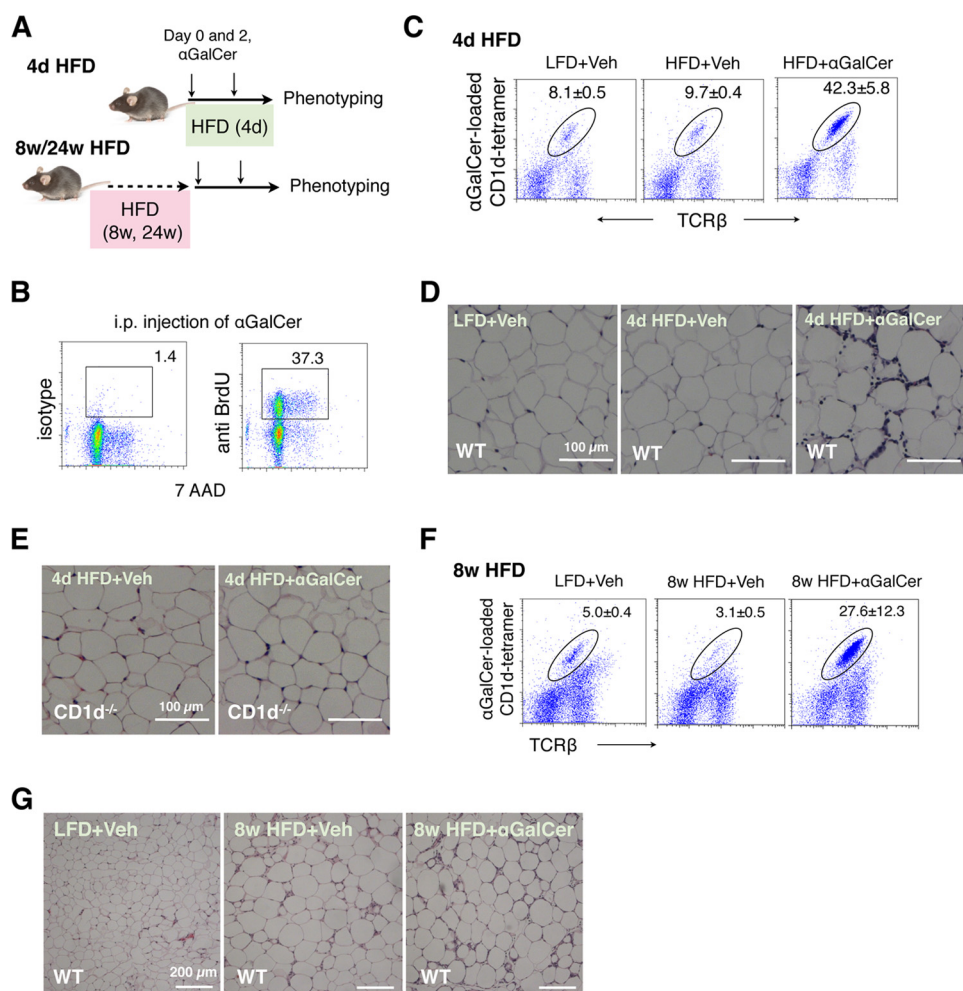 A
Day 0 and 2,
αGalCer
4d HFD
Phenotyping
HFD (4d)
8w/24w HFD
Phenotyping
HFD
(8w, 24w)
B
i.p. injection of αGalCer
1.4
37.3
isotype
anti BrdU
7 AAD
C
4d HFD
LFD+Veh
HFD+Veh
HFD+αGalCer
8.1±0.5
9.7±0.4
42.3±5.8
αGalCer-loaded
CD1d-tetramer
TCRβ
D
LFD+Veh
4d HFD+Veh
4d HFD+αGalCer
WT
100 µm
WT
WT
E
4d HFD+Veh
4d HFD+αGalCer
CD1d-/-
100 µm
CD1d-/-
F
8w HFD
LFD+Veh
8w HFD+Veh
8w HFD+αGalCer
5.0±0.4
3.1±0.5
27.6±12.3
αGalCer-loaded
CD1d-tetramer
TCRβ
G
LFD+Veh
8w HFD+Veh
8w HFD+αGalCer
WT
200 µm
WT
WT